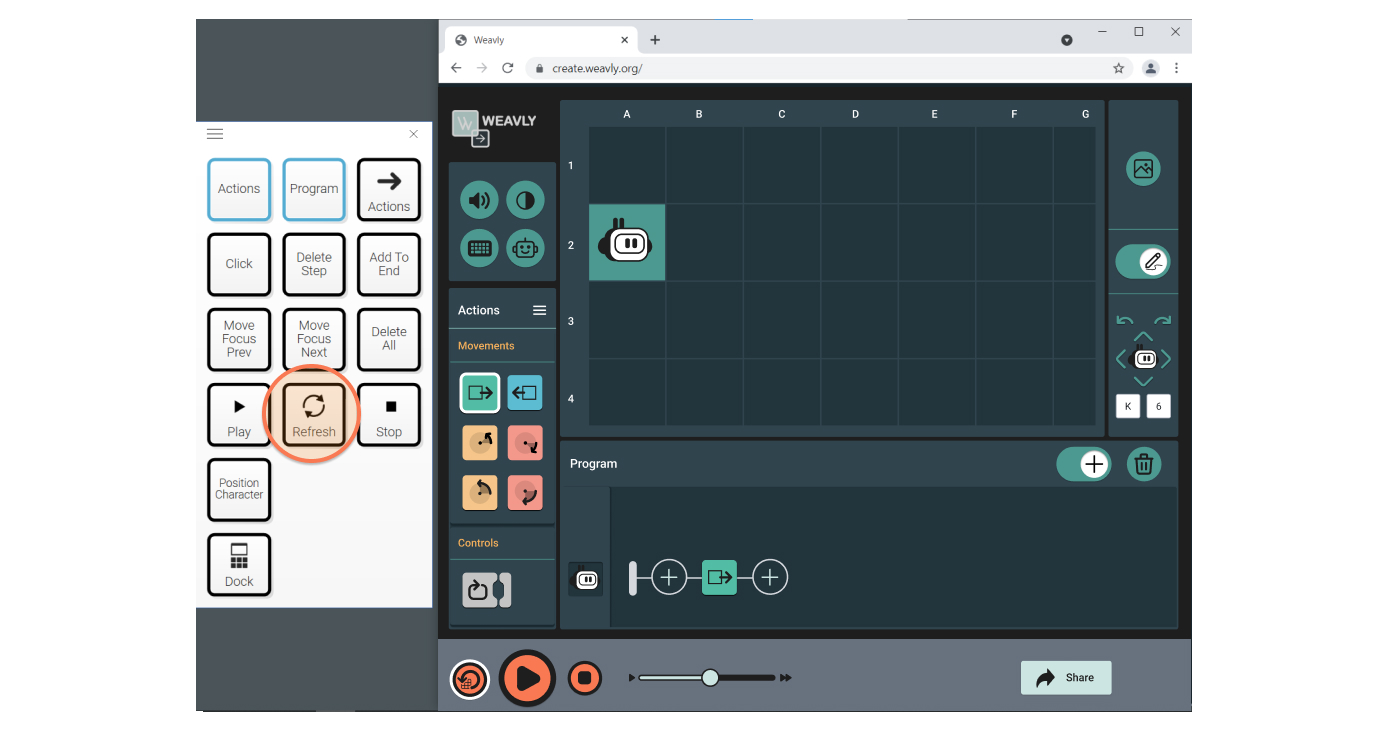 Weavly
create.weavly.org/
Actions
Program
Actions
Click
Delete
Step
Add To
End
Move
Focus
Prev
Move
Focus
Next
Delete
All
Play
Refresh
Stop
Position
Character
Dock
W
WEAVLY
A B C D E F G
1
2
3
4
Actions
Movements
Controls
K 6
Program
Share